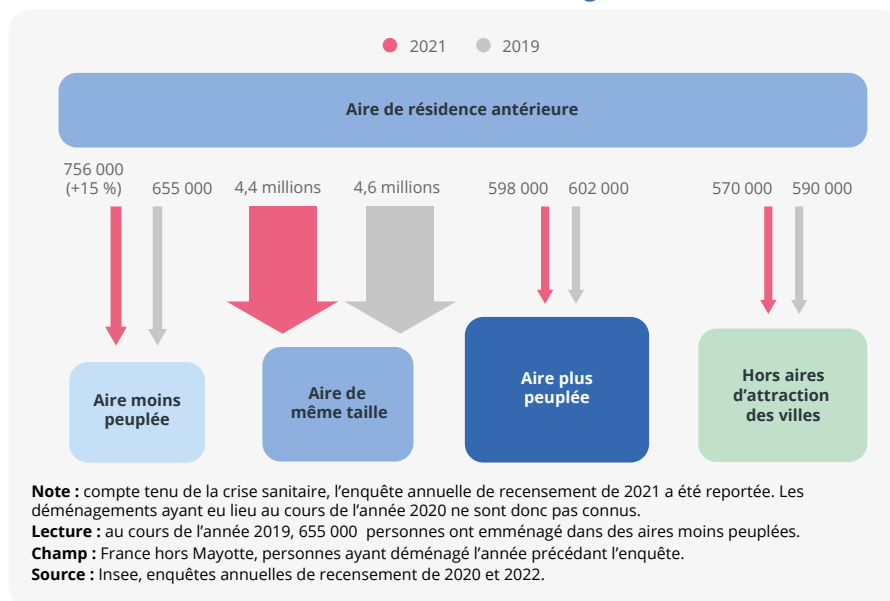 2021 2019
Aire de résidence antérieure
756 000
(+15 %) 655 000 4,4 millions 4,6 millions 598 000 602 000 570 000 590 000
Aire moins
peuplée
Aire de
même taille
Aire plus
peuplée
Hors aires
d’attraction
des villes
Note : compte tenu de la crise sanitaire, l’enquête annuelle de recensement de 2021 a été reportée. Les
déménagements ayant eu lieu au cours de l’année 2020 ne sont donc pas connus.
Lecture : au cours de l’année 2019, 655 000 personnes ont emménagé dans des aires moins peuplées.
Champ : France hors Mayotte, personnes ayant déménagé l’année précédant l’enquête.
Source : Insee, enquêtes annuelles de recensement de 2020 et 2022.